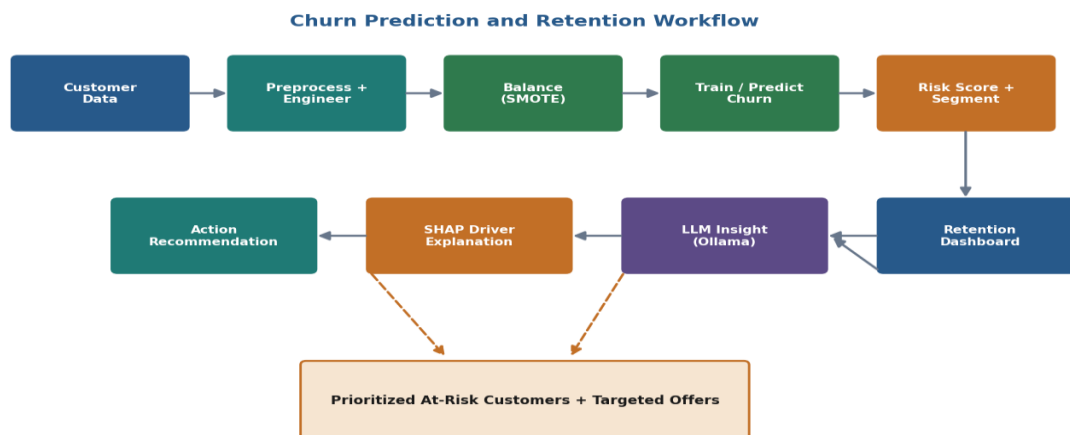 Churn Prediction and Retention Workflow
Customer
Data
Preprocess +
Engineer
Balance
(SMOTE)
Train / Predict
Churn
Risk Score +
Segment
Action
Recommendation
SHAP Driver
Explanation
LLM Insight
(Ollama)
Retention
Dashboard
Prioritized At-Risk Customers + Targeted Offers